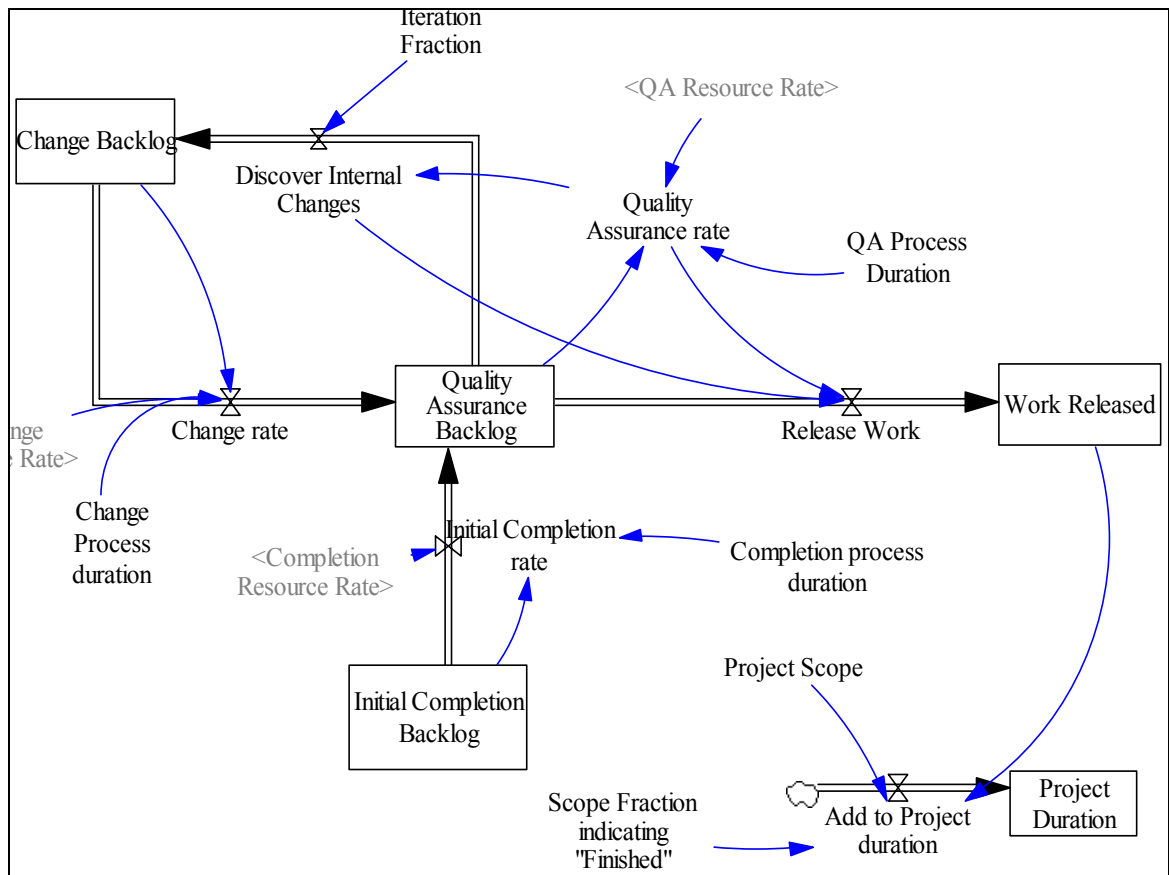 Iteration
Fraction
<QA Resource Rate>
Change Backlog
Discover Internal
Changes
Quality
Assurance rate
QA Process
Duration
Quality
Assurance
Backlog
Work Released
Change rate
Release Work
Rate>
Change
Process
duration
Initial Completion
rate
<Completion
Resource Rate>
Completion process
duration
Project Scope
Initial Completion
Backlog
Scope Fraction
indicating
"Finished"
Add to Project
duration
Project
Duration